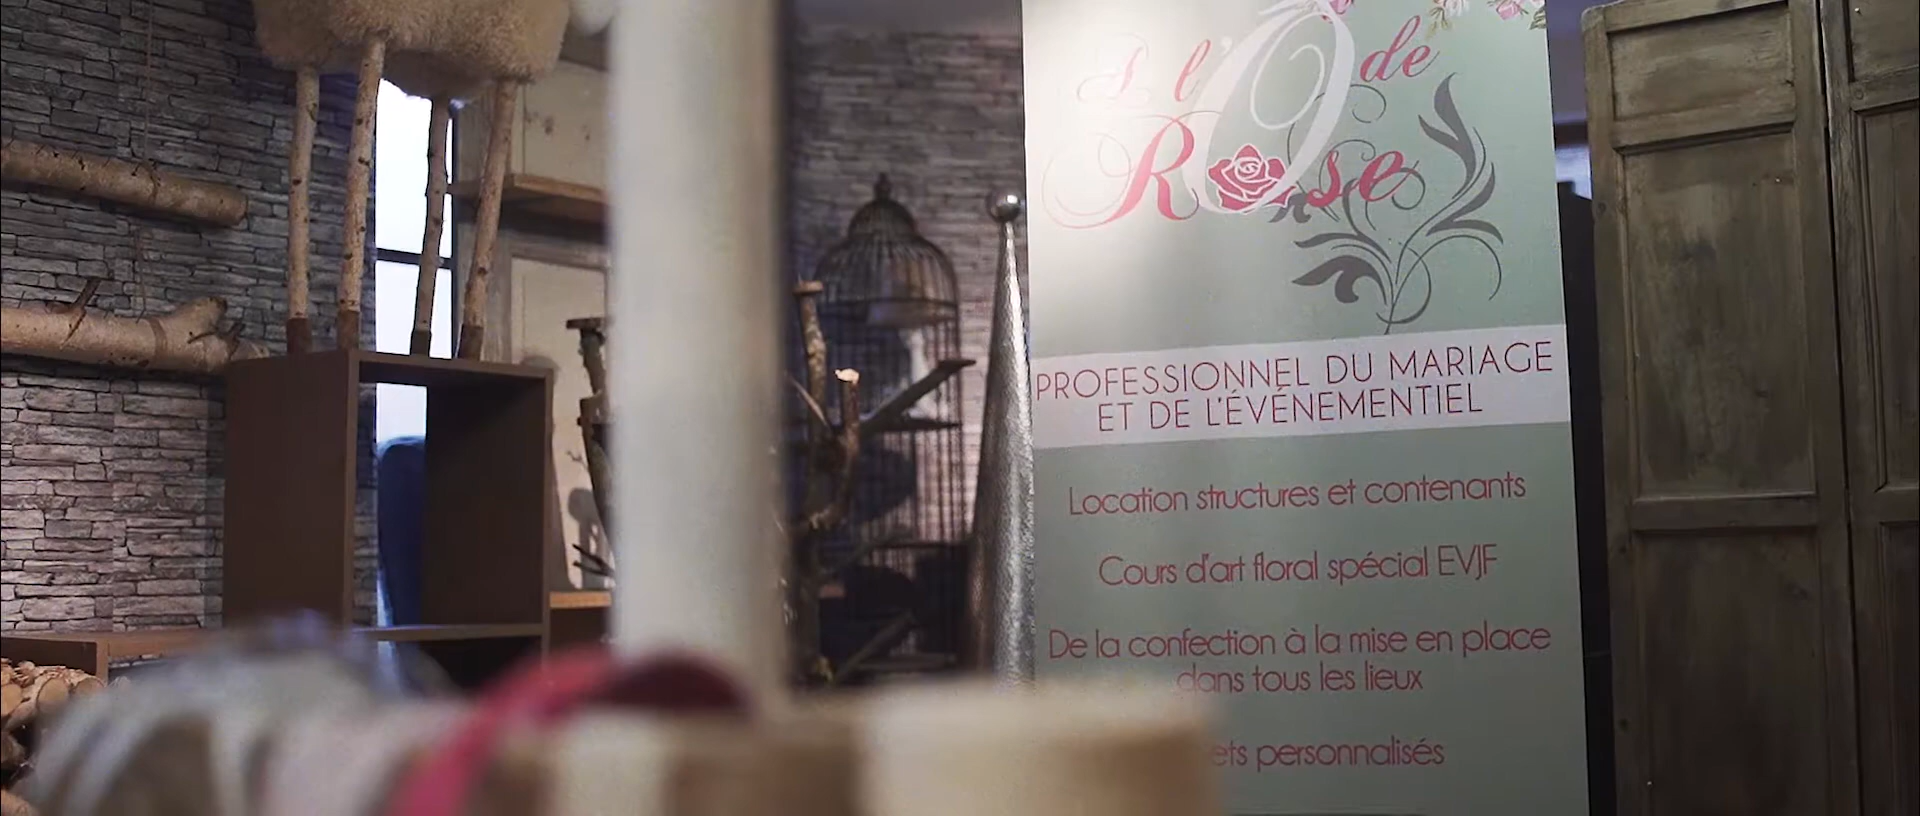 A l'Ô de
Rose
PROFESSIONNEL DU MARIAGE
ET DE L'ÉVÉNEMENTIEL
Location structures et contenants
Cours d'art floral spécial EVJF
De la confection à la mise en place
dans tous les lieux
personnalisés